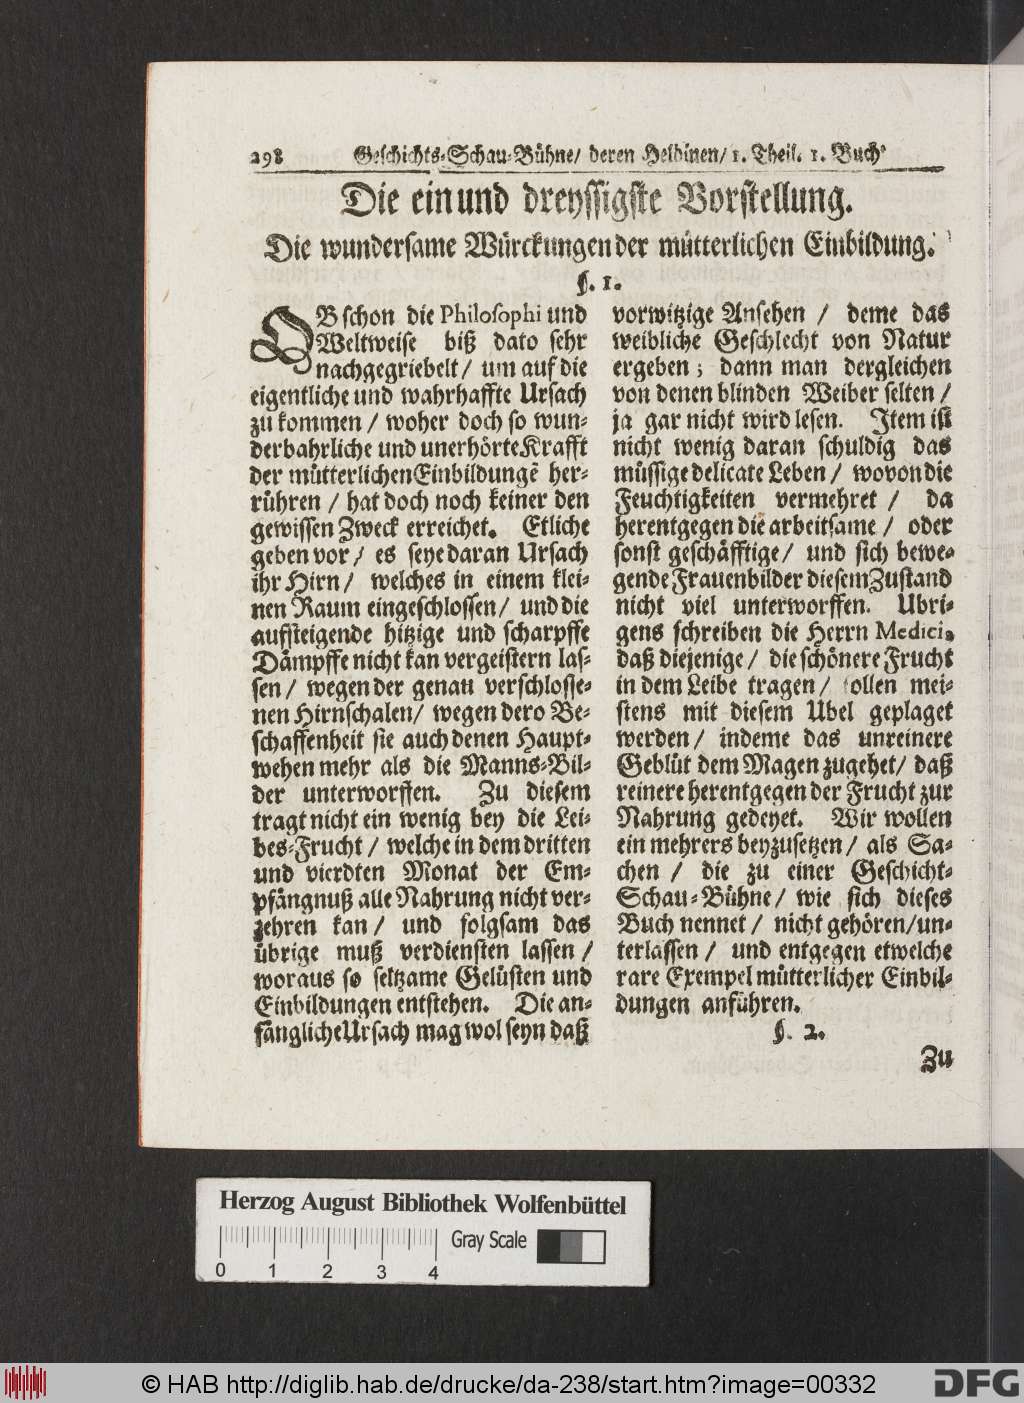 298 Geschichts-Schau-Bühne/ deren Heldinen/ 1. Theil. 1. Buch
Die ein und dreyssigste Vorstellung.
Die wundersame Würckungen der mütterlichen Einbildung.
§. 1.
OBschon die Philosophi und
Weltweise biß dato sehr
nachgegriebelt/ um auf die
eigentliche und wahrhaffte Ursach
zu kommen / woher doch so wun-
derbahrliche und unerhörte Krafft
der mütterlichen Einbildungẽ her-
rühren / hat doch noch keiner den
gewissen Zweck erreichet. Etliche
geben vor / es seye daran Ursach
ihr Hirn / welches in einem klei-
nen Raum eingeschlossen/ und die
aufsteigende hitzige und scharpffe
Dämpffe nicht kan vergeistern las-
sen / wegen der genau verschlosse-
nen Hirnschalen/ wegen dero Be-
schaffenheit sie auch denen Haupt-
wehen mehr als die Manns-Bil-
der unterworffen. Zu diesem
tragt nicht ein wenig bey die Lei-
bes-Frucht / welche in dem dritten
und vierdten Monat der Em-
pfängnuß alle Nahrung nicht ver-
zehren kan / und folgsam das
übrige muß verdiensten lassen /
woraus so seltzame Gelüsten und
Einbildungen entstehen. Die an-
fängliche Ursach mag wol seyn daß
vorwitzige Ansehen / deme das
weibliche Geschlecht von Natur
ergeben; dann man dergleichen
von denen blinden Weiber selten /
ja gar nicht wird lesen. Item ist
nicht wenig daran schuldig das
müssige delicate Leben / wovon die
Feuchtigkeiten vermehret / da
herentgegen die arbeitsame / oder
sonst geschäfftige/ und sich bewe-
gende Frauenbilder diesem Zustand
nicht viel unterworffen. Ubri-
gens schreiben die Herrn Medici,
daß diejenige / die schönere Frucht
in dem Leibe tragen / sollen mei-
stens mit diesem Ubel geplaget
werden / indeme das unreinere
Geblüt dem Magen zugehet/ daß
reinere herentgegen der Frucht zur
Nahrung gedeyet. Wir wollen
ein mehrers beyzusetzen / als Sa-
chen / die zu einer Geschicht-
Schau-Bühne / wie sich dieses
Buch nennet / nicht gehören/un-
terlassen / und entgegen etwelche
rare Exempel mütterlicher Einbil-
dungen anführen.
§. 2.
Zu
Herzog August Bibliothek Wolfenbüttel
Gray Scale
0 1 2 3 4
© HAB http://diglib.hab.de/drucke/da-238/start.htm?image=00332
DFG